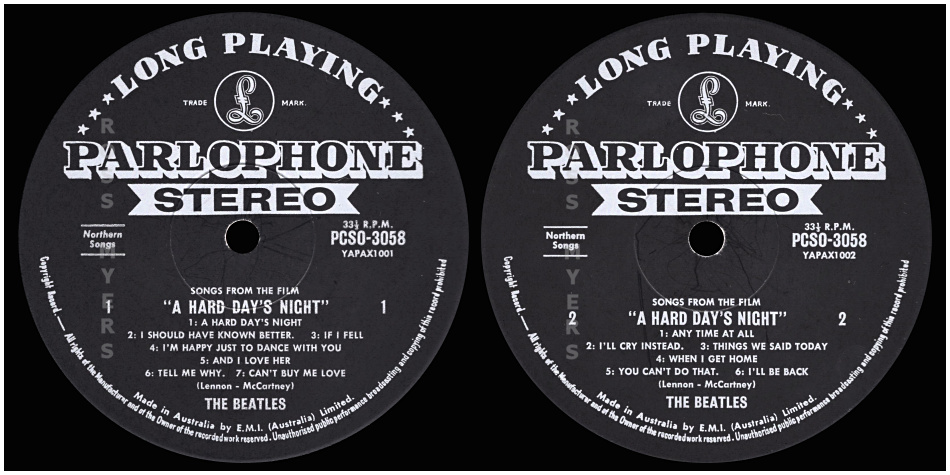 LONG PLAYING
TRADE £ MARK.
PARLOPHONE
STEREO
Northern
Songs
33⅓ R.P.M.
PCSO-3058
YAPAX1001
SONGS FROM THE FILM
1 "A HARD DAY'S NIGHT" 1
1: A HARD DAY'S NIGHT
2: I SHOULD HAVE KNOWN BETTER. 3: IF I FELL
4: I'M HAPPY JUST TO DANCE WITH YOU
5: AND I LOVE HER
6: TELL ME WHY. 7: CAN'T BUY ME LOVE
(Lennon - McCartney)
THE BEATLES
Made in Australia by E.M.I. (Australia) Limited.
Copyright Record.— All rights of the Manufacturer and of the Owner of the recorded work reserved. Unauthorised public performance broadcasting and copying of this record prohibited
ROSS MYERS
LONG PLAYING
TRADE £ MARK.
PARLOPHONE
STEREO
Northern
Songs
33⅓ R.P.M.
PCSO-3058
YAPAX1002
SONGS FROM THE FILM
2 "A HARD DAY'S NIGHT" 2
1: ANY TIME AT ALL
2: I'LL CRY INSTEAD. 3: THINGS WE SAID TODAY
4: WHEN I GET HOME
5: YOU CAN'T DO THAT. 6: I'LL BE BACK
(Lennon - McCartney)
THE BEATLES
Made in Australia by E.M.I. (Australia) Limited.
Copyright Record.— All rights of the Manufacturer and of the Owner of the recorded work reserved. Unauthorised public performance broadcasting and copying of this record prohibited
ROSS MYERS